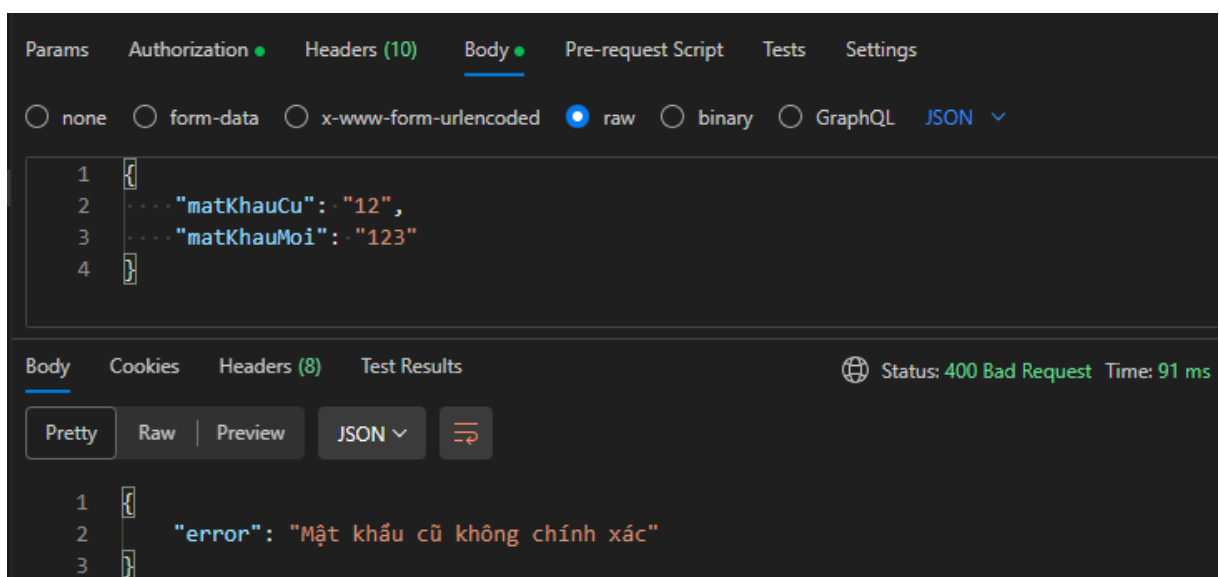 Params Authorization Headers (10) Body Pre-request Script Tests Settings
none form-data x-www-form-urlencoded raw binary GraphQL JSON
1 {
2 "matKhauCu": "12",
3 "matKhauMoi": "123"
4 }
Body Cookies Headers (8) Test Results Status: 400 Bad Request Time: 91 ms
Pretty Raw Preview JSON
1 {
2 "error": "Mật khẩu cũ không chính xác"
3 }